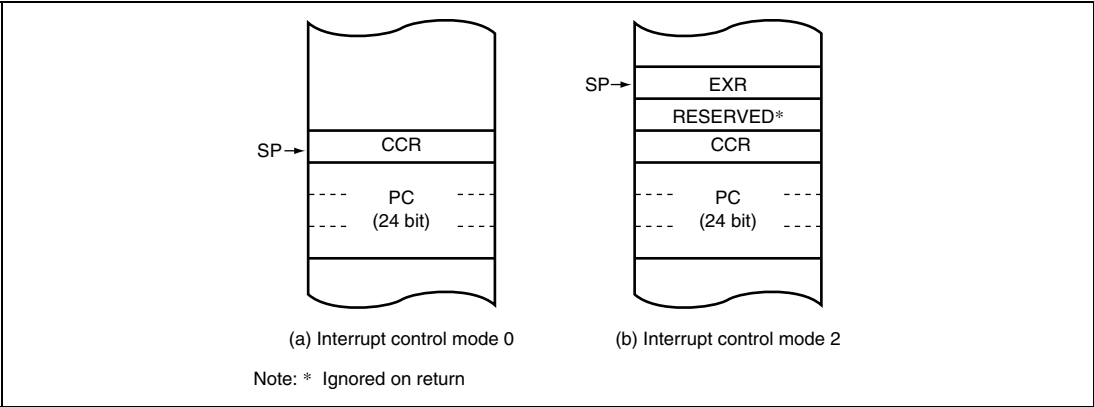 SP
CCR
PC
(24 bit)
(a) Interrupt control mode 0
SP
EXR
RESERVED*
CCR
PC
(24 bit)
(b) Interrupt control mode 2
Note: * Ignored on return